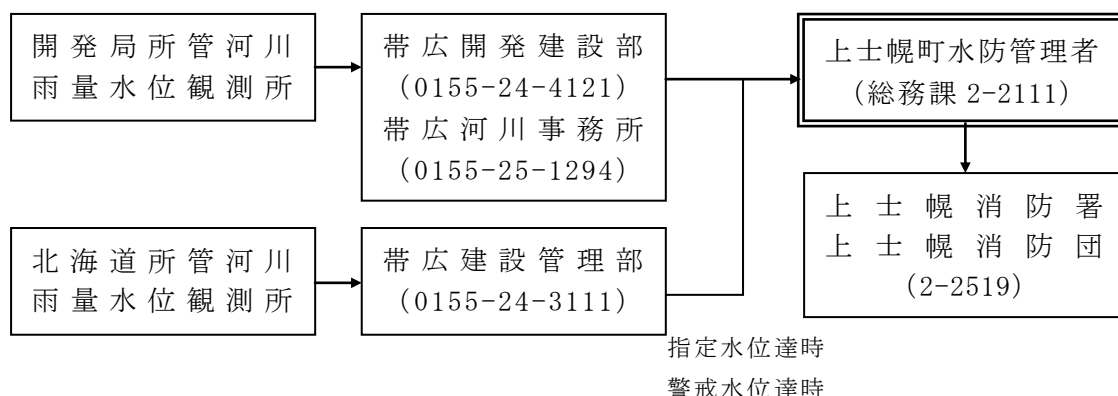 開発局所管河川
雨量水位観測所
帯広開発建設部
(0155-24-4121)
帯広河川事務所
(0155-25-1294)
上士幌町水防管理者
(総務課 2-2111)
上士幌消防署
上士幌消防団
(2-2519)
北海道所管河川
雨量水位観測所
帯広建設管理部
(0155-24-3111)
指定水位達時
警戒水位達時